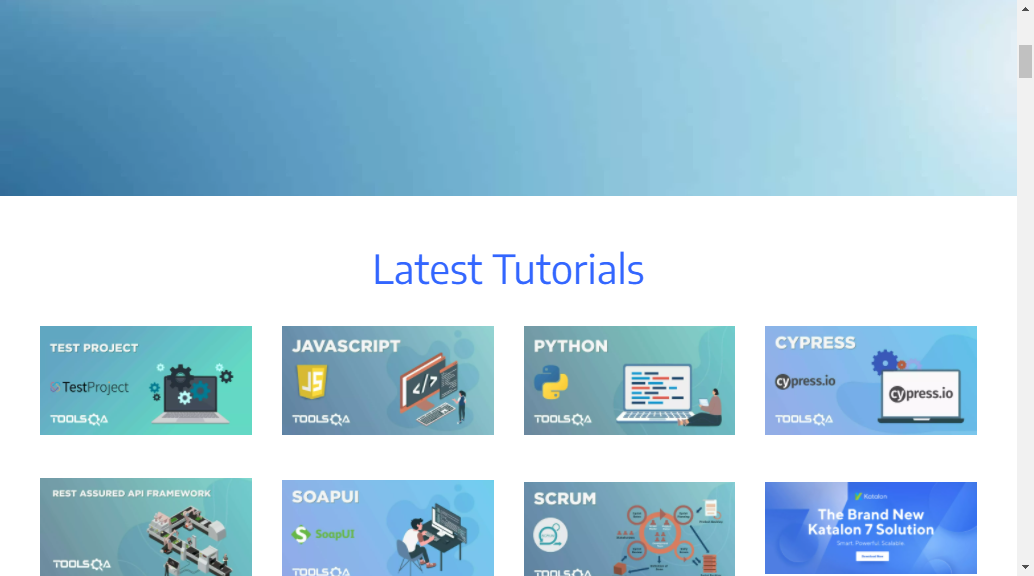 Latest Tutorials
TEST PROJECT
TestProject
TOOLSQA
JAVASCRIPT
JS
</>
TOOLSQA
PYTHON
TOOLSQA
CYPRESS
cypress.io
cypress.io
TOOLSQA
REST ASSURED API FRAMEWORK
TOOLSQA
SOAPUI
SoapUI
TOOLSQA
SCRUM
TOOLSQA
Katalon
The Brand New
Katalon 7 Solution
Smart. Powerful. Scalable.
Download Now